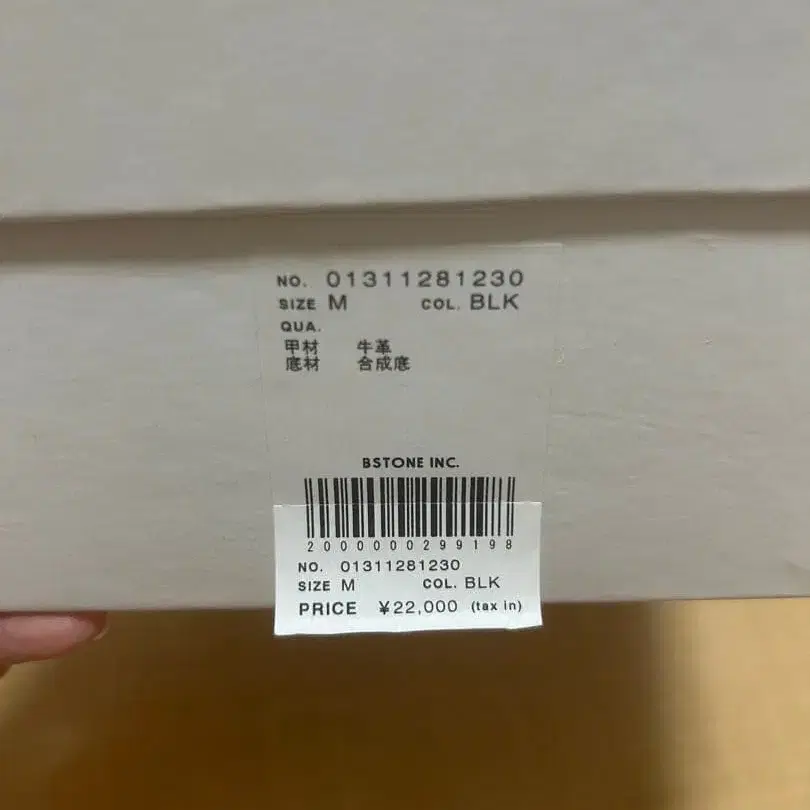 NO. 01311281230
SIZE M COL. BLK
QUA.
甲材 牛革
底材 合成底
BSTONE INC.
2000000299198
NO. 01311281230
SIZE M COL. BLK
PRICE ¥22,000 (tax in)